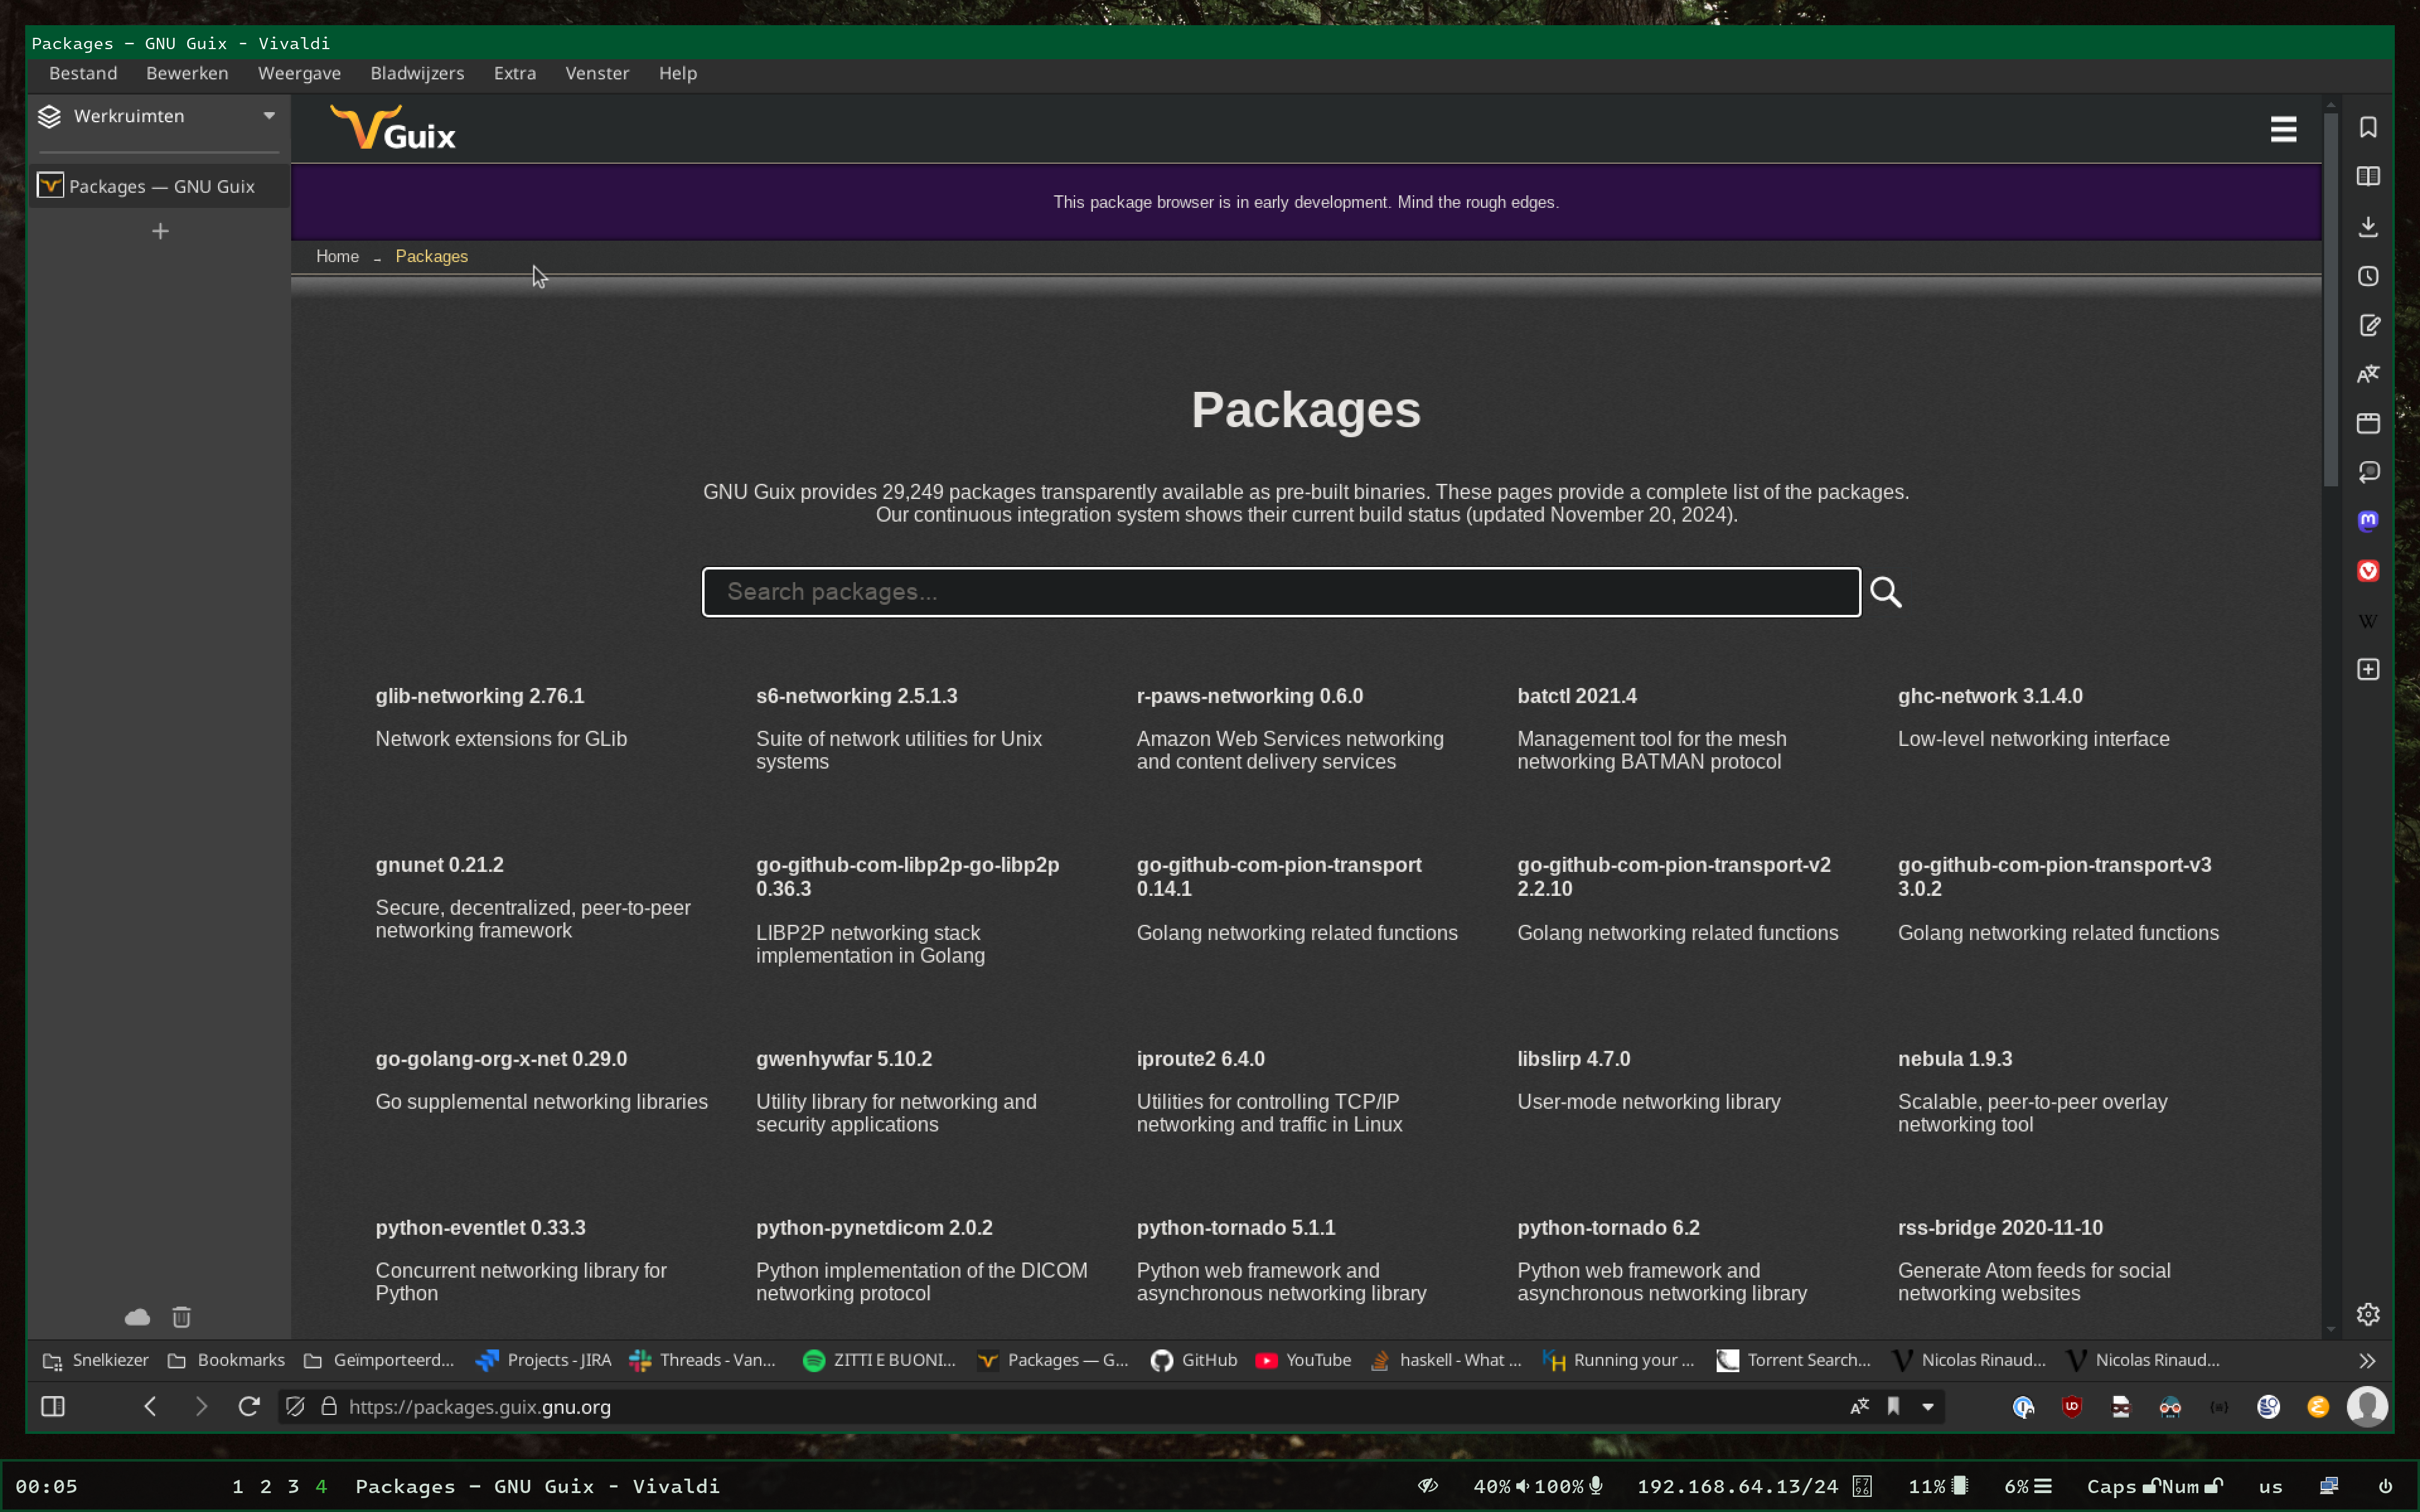 Packages — GNU Guix - Vivaldi
Bestand Bewerken Weergave Bladwijzers Extra Venster Help
Werkruimten
Packages — GNU Guix
Guix
This package browser is in early development. Mind the rough edges.
Home Packages
Packages
GNU Guix provides 29,249 packages transparently available as pre-built binaries. These pages provide a complete list of the packages.
Our continuous integration system shows their current build status (updated November 20, 2024).
Search packages...
glib-networking 2.76.1
Network extensions for GLib
s6-networking 2.5.1.3
Suite of network utilities for Unix
systems
r-paws-networking 0.6.0
Amazon Web Services networking
and content delivery services
batctl 2021.4
Management tool for the mesh
networking BATMAN protocol
ghc-network 3.1.4.0
Low-level networking interface
gnunet 0.21.2
Secure, decentralized, peer-to-peer
networking framework
go-github-com-libp2p-go-libp2p
0.36.3
LIBP2P networking stack
implementation in Golang
go-github-com-pion-transport
0.14.1
Golang networking related functions
go-github-com-pion-transport-v2
2.2.10
Golang networking related functions
go-github-com-pion-transport-v3
3.0.2
Golang networking related functions
go-golang-org-x-net 0.29.0
Go supplemental networking libraries
gwenhywfar 5.10.2
Utility library for networking and
security applications
iproute2 6.4.0
Utilities for controlling TCP/IP
networking and traffic in Linux
libslirp 4.7.0
User-mode networking library
nebula 1.9.3
Scalable, peer-to-peer overlay
networking tool
python-eventlet 0.33.3
Concurrent networking library for
Python
python-pynetdicom 2.0.2
Python implementation of the DICOM
networking protocol
python-tornado 5.1.1
Python web framework and
asynchronous networking library
python-tornado 6.2
Python web framework and
asynchronous networking library
rss-bridge 2020-11-10
Generate Atom feeds for social
networking websites
Snelkiezer Bookmarks Geïmporteerd... Projects - JIRA Threads - Van... ZITTI E BUONI... Packages — G... GitHub YouTube haskell - What ... Running your ... Torrent Search... Nicolas Rinaud... Nicolas Rinaud...
https://packages.guix.gnu.org
00:05 1 2 3 4 Packages — GNU Guix - Vivaldi 40% 100% 192.168.64.13/24 11% 6% Caps Num us